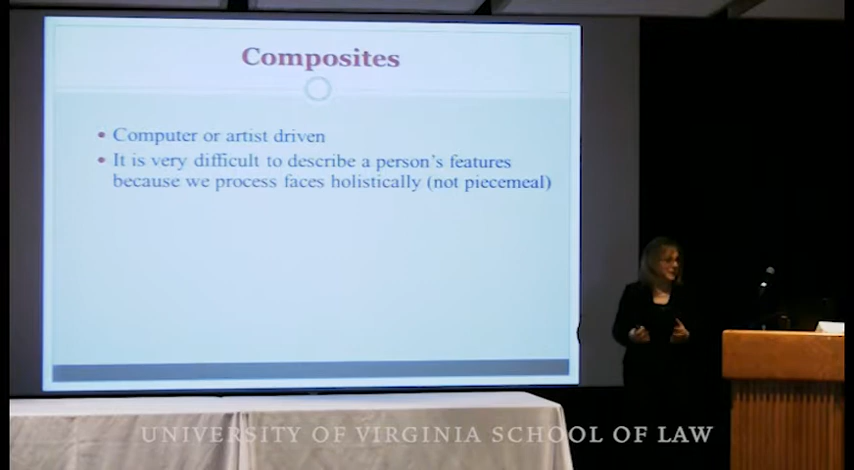 Composites
• Computer or artist driven
• It is very difficult to describe a person's features
because we process faces holistically (not piecemeal)
UNIVERSITY OF VIRGINIA SCHOOL OF LAW